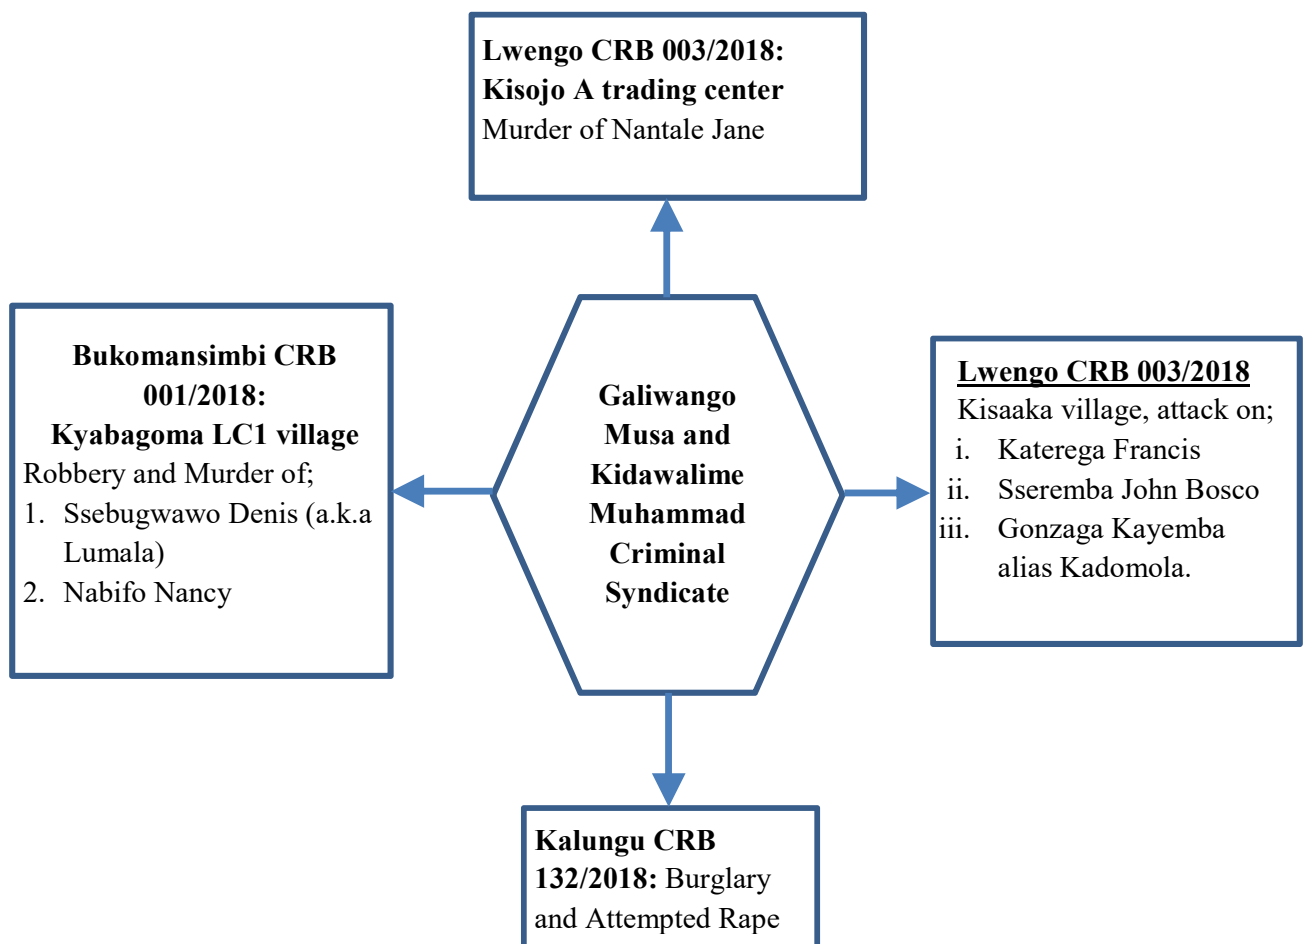 Lwengo CRB 003/2018:
Kisojo A trading center
Murder of Nantale Jane
Bukomansimbi CRB
001/2018:
Kyabagoma LC1 village
Robbery and Murder of;
1. Ssebugwawo Denis (a.k.a
Lumala)
2. Nabifo Nancy
Galiwango
Musa and
Kidawalime
Muhammad
Criminal
Syndicate
Lwengo CRB 003/2018
Kisaaka village, attack on;
i. Katerega Francis
ii. Sseremba John Bosco
iii. Gonzaga Kayemba
alias Kadomola.
Kalungu CRB
132/2018: Burglary
and Attempted Rape